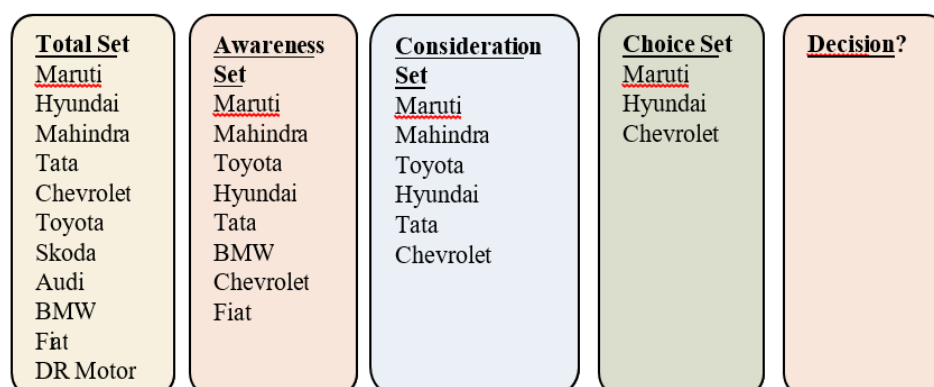 Total Set
Maruti
Hyundai
Mahindra
Tata
Chevrolet
Toyota
Skoda
Audi
BMW
Fiat
DR Motor
Awareness
Set
Maruti
Mahindra
Toyota
Hyundai
Tata
BMW
Chevrolet
Fiat
Consideration
Set
Maruti
Mahindra
Toyota
Hyundai
Tata
Chevrolet
Choice Set
Maruti
Hyundai
Chevrolet
Decision?